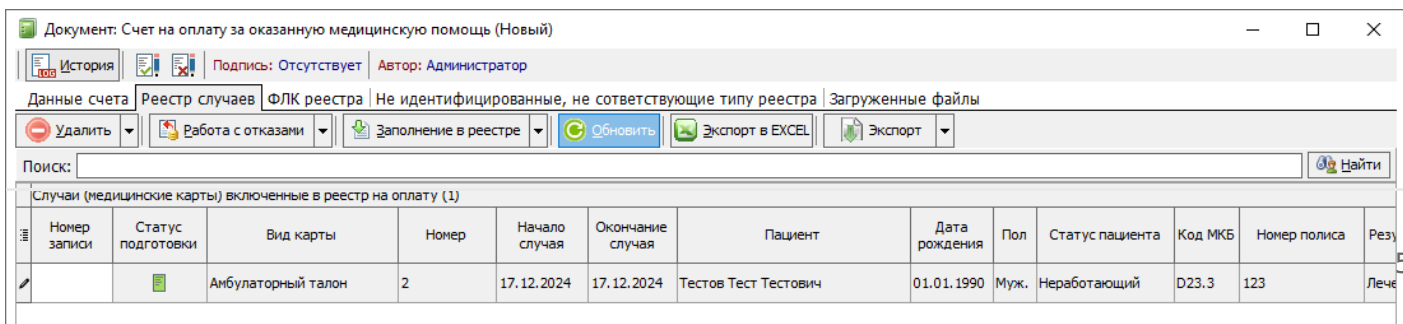 Документ: Счет на оплату за оказанную медицинскую помощь (Новый)
История Подпись: Отсутствует Автор: Администратор
Данные счета Реестр случаев ФЛК реестра Не идентифицированные, не сответствующие типу реестра Загруженные файлы
Удалить Работа с отказами Заполнение в реестре Обновить Экспорт в EXCEL Экспорт
Поиск: Найти
Случаи (медицинские карты) включенные в реестр на оплату (1)
Номер записи Статус подготовки Вид карты Номер Начало случая Окончание случая Пациент Дата рождения Пол Статус пациента Код МКБ Номер полиса Резу
Амбулаторный талон 2 17.12.2024 17.12.2024 Тестов Тест Тестович 01.01.1990 Муж. Неработающий D23.3 123 Лече